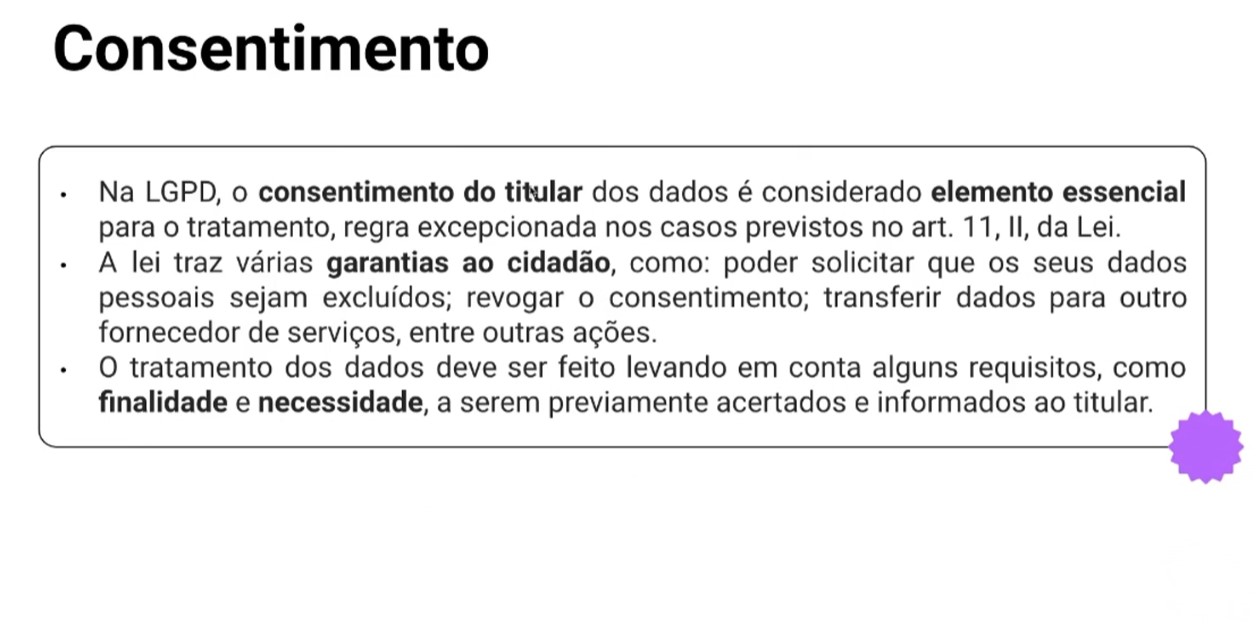 Consentimento
• Na LGPD, o consentimento do titular dos dados é considerado elemento essencial
para o tratamento, regra excepcionada nos casos previstos no art. 11, II, da Lei.
• A lei traz várias garantias ao cidadão, como: poder solicitar que os seus dados
pessoais sejam excluídos; revogar o consentimento; transferir dados para outro
fornecedor de serviços, entre outras ações.
• O tratamento dos dados deve ser feito levando em conta alguns requisitos, como
finalidade e necessidade, a serem previamente acertados e informados ao titular.